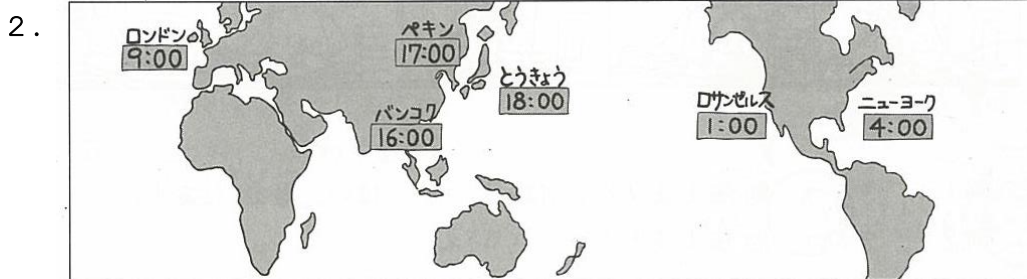 2.
ロンドン
9:00
ペキン
17:00
とうきょう
18:00
バンコク
16:00
ロサンゼルス
1:00
ニューヨーク
4:00